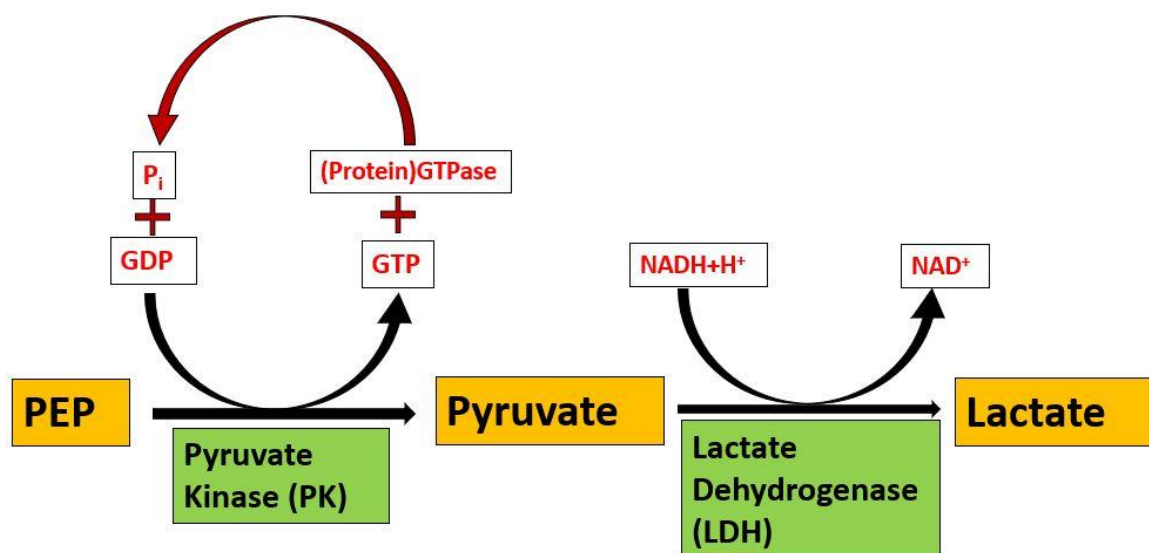 Pᵢ
(Protein)GTPase
GDP
GTP
NADH+H⁺
NAD⁺
PEP
Pyruvate
Lactate
Pyruvate
Kinase (PK)
Lactate
Dehydrogenase
(LDH)